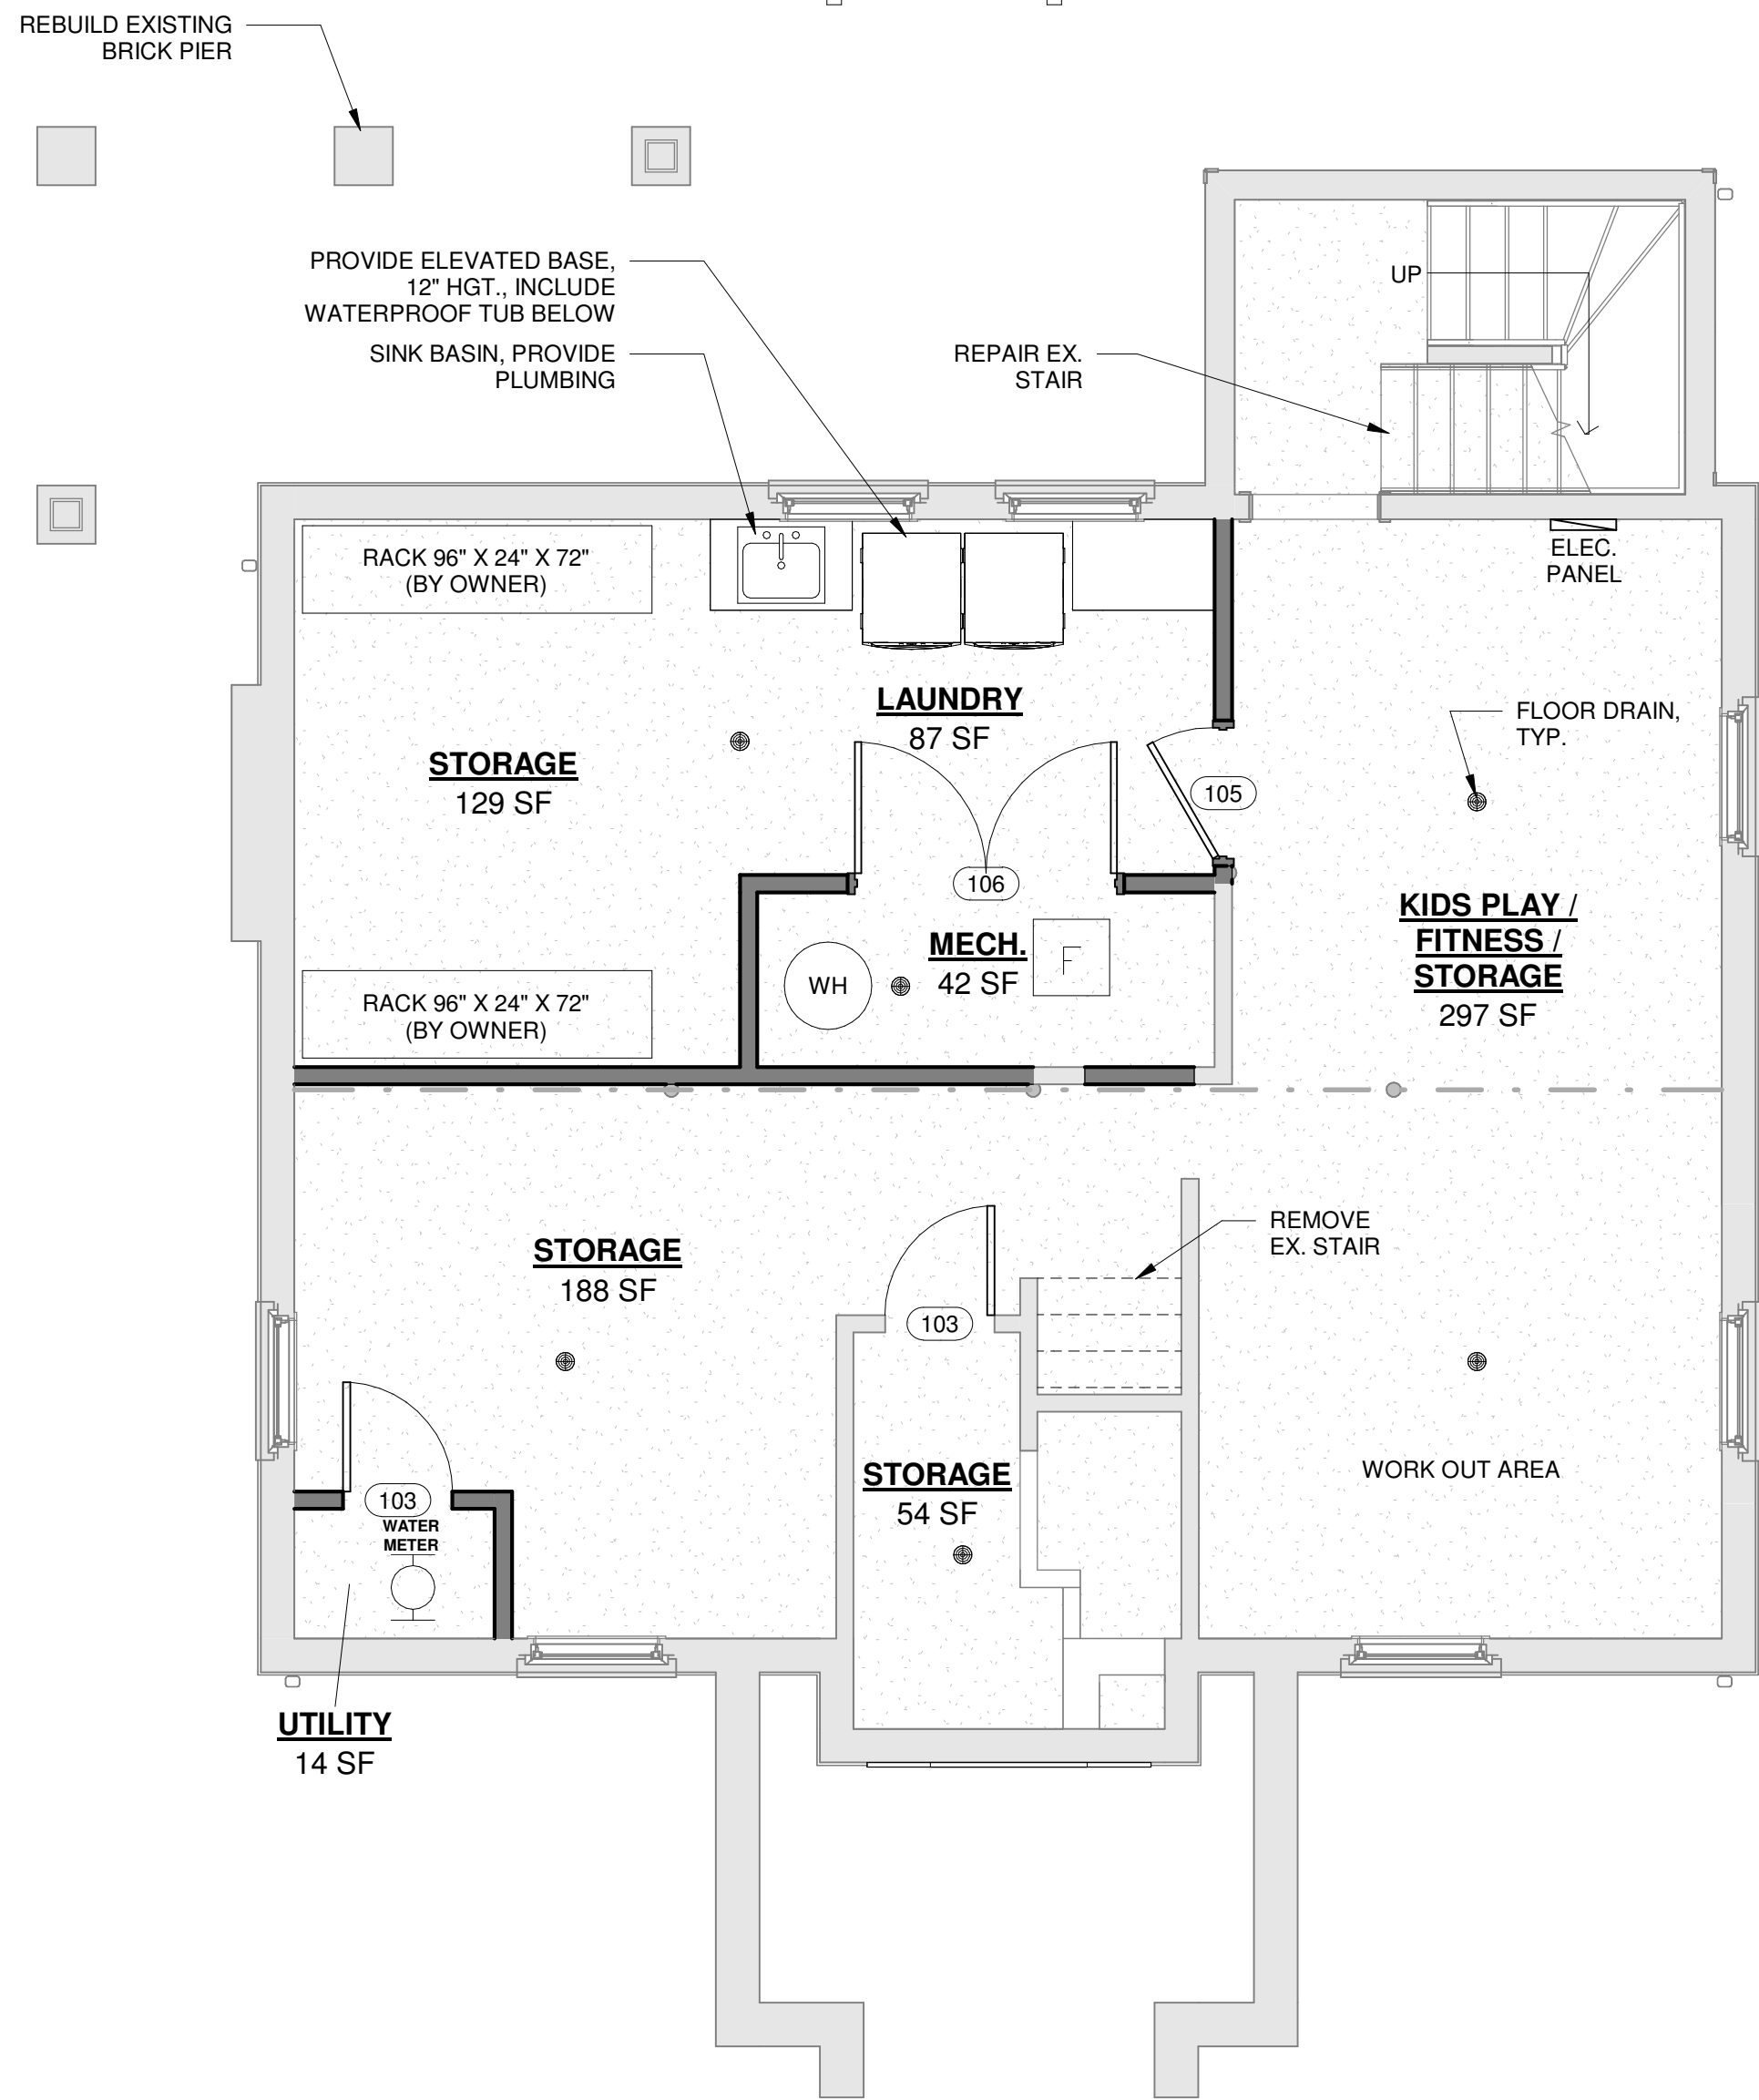 REBUILD EXISTING
BRICK PIER
PROVIDE ELEVATED BASE,
12" HGT., INCLUDE
WATERPROOF TUB BELOW
SINK BASIN, PROVIDE
PLUMBING
REPAIR EX.
STAIR
UP
RACK 96" X 24" X 72"
(BY OWNER)
ELEC.
PANEL
LAUNDRY
87 SF
FLOOR DRAIN,
TYP.
STORAGE
129 SF
105
106
KIDS PLAY /
FITNESS /
STORAGE
297 SF
MECH.
42 SF
F
WH
RACK 96" X 24" X 72"
(BY OWNER)
REMOVE
EX. STAIR
STORAGE
188 SF
103
STORAGE
54 SF
WORK OUT AREA
103
WATER
METER
UTILITY
14 SF